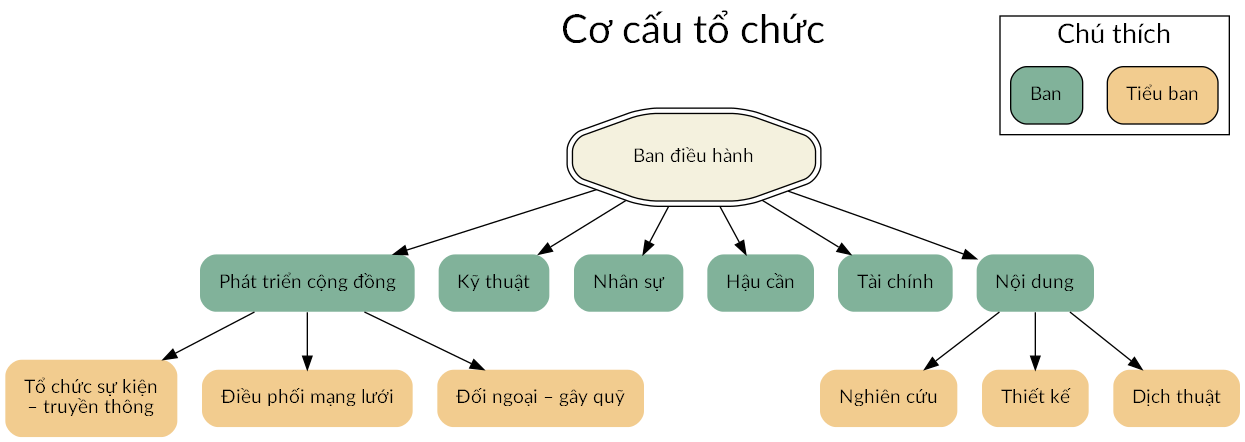 Cơ cấu tổ chức
Chú thích
Ban
Tiểu ban
Ban điều hành
Phát triển cộng đồng
Kỹ thuật
Nhân sự
Hậu cần
Tài chính
Nội dung
Tổ chức sự kiện
– truyền thông
Điều phối mạng lưới
Đối ngoại – gây quỹ
Nghiên cứu
Thiết kế
Dịch thuật